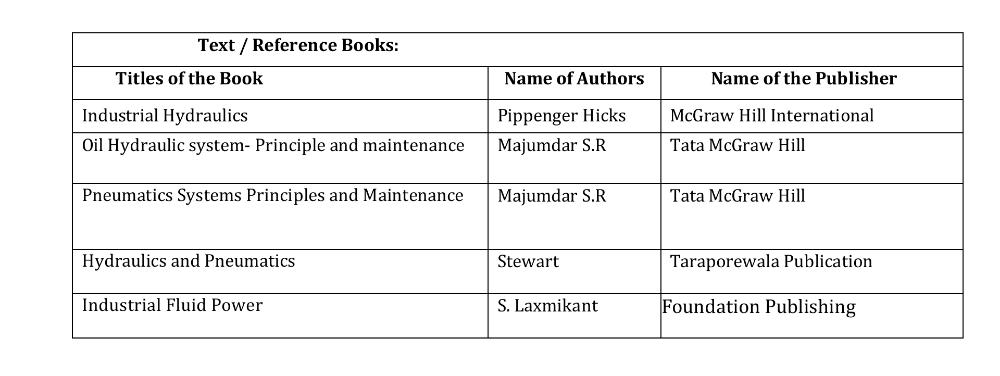 Text / Reference Books:
Titles of the Book Name of Authors Name of the Publisher
Industrial Hydraulics Pippenger Hicks McGraw Hill International
Oil Hydraulic system- Principle and maintenance Majumdar S.R Tata McGraw Hill
Pneumatics Systems Principles and Maintenance Majumdar S.R Tata McGraw Hill
Hydraulics and Pneumatics Stewart Taraporewala Publication
Industrial Fluid Power S. Laxmikant Foundation Publishing